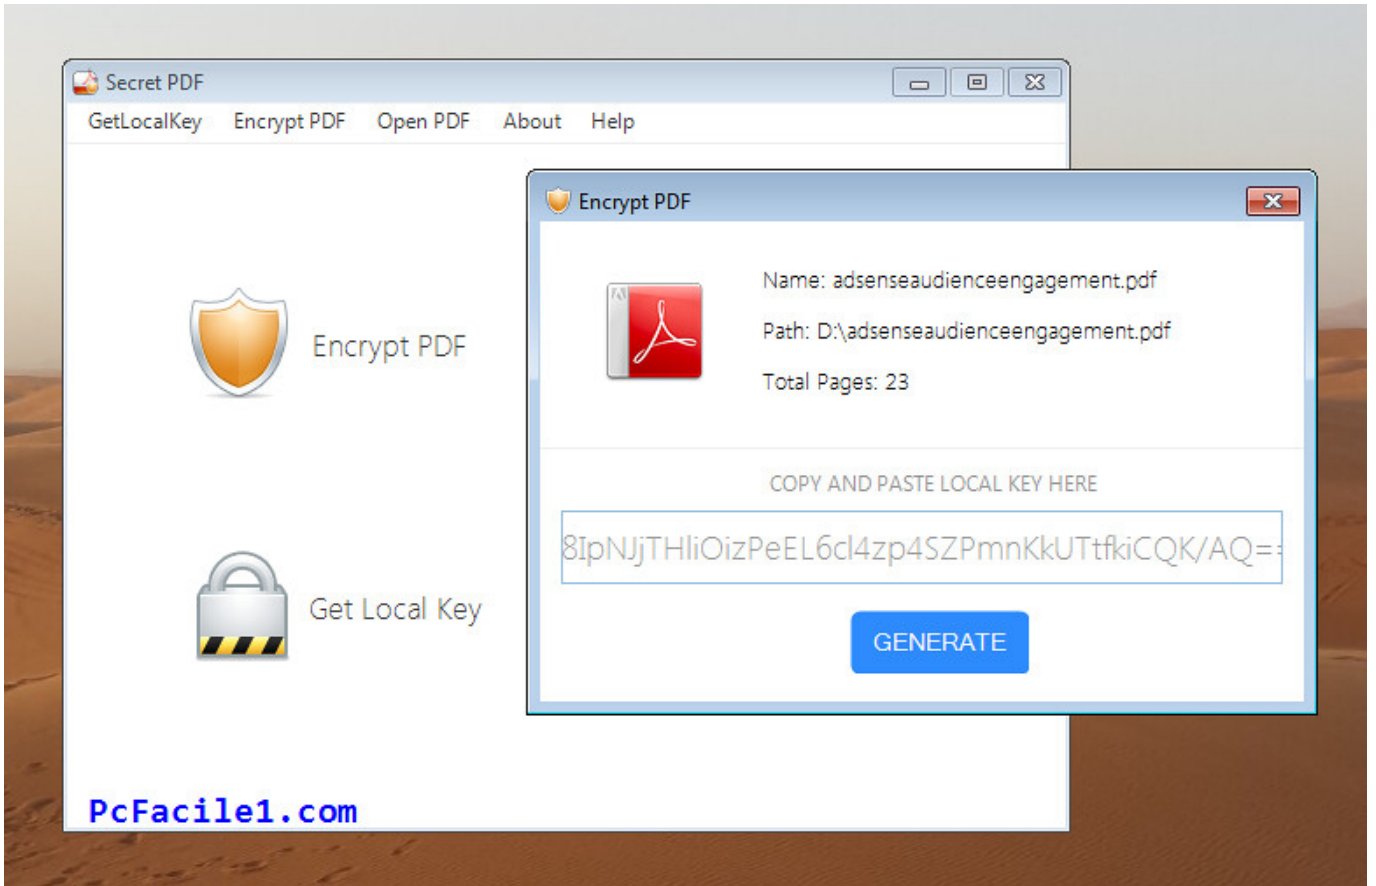 Secret PDF
GetLocalKey Encrypt PDF Open PDF About Help
Encrypt PDF
Get Local Key
PcFacile1.com
Encrypt PDF
Name: adsenseaudienceengagement.pdf
Path: D:\adsenseaudienceengagement.pdf
Total Pages: 23
COPY AND PASTE LOCAL KEY HERE
8IpNJjTHliOizPeEL6cl4zp4SZPmnKkUTtfkiCQK/AQ==
GENERATE